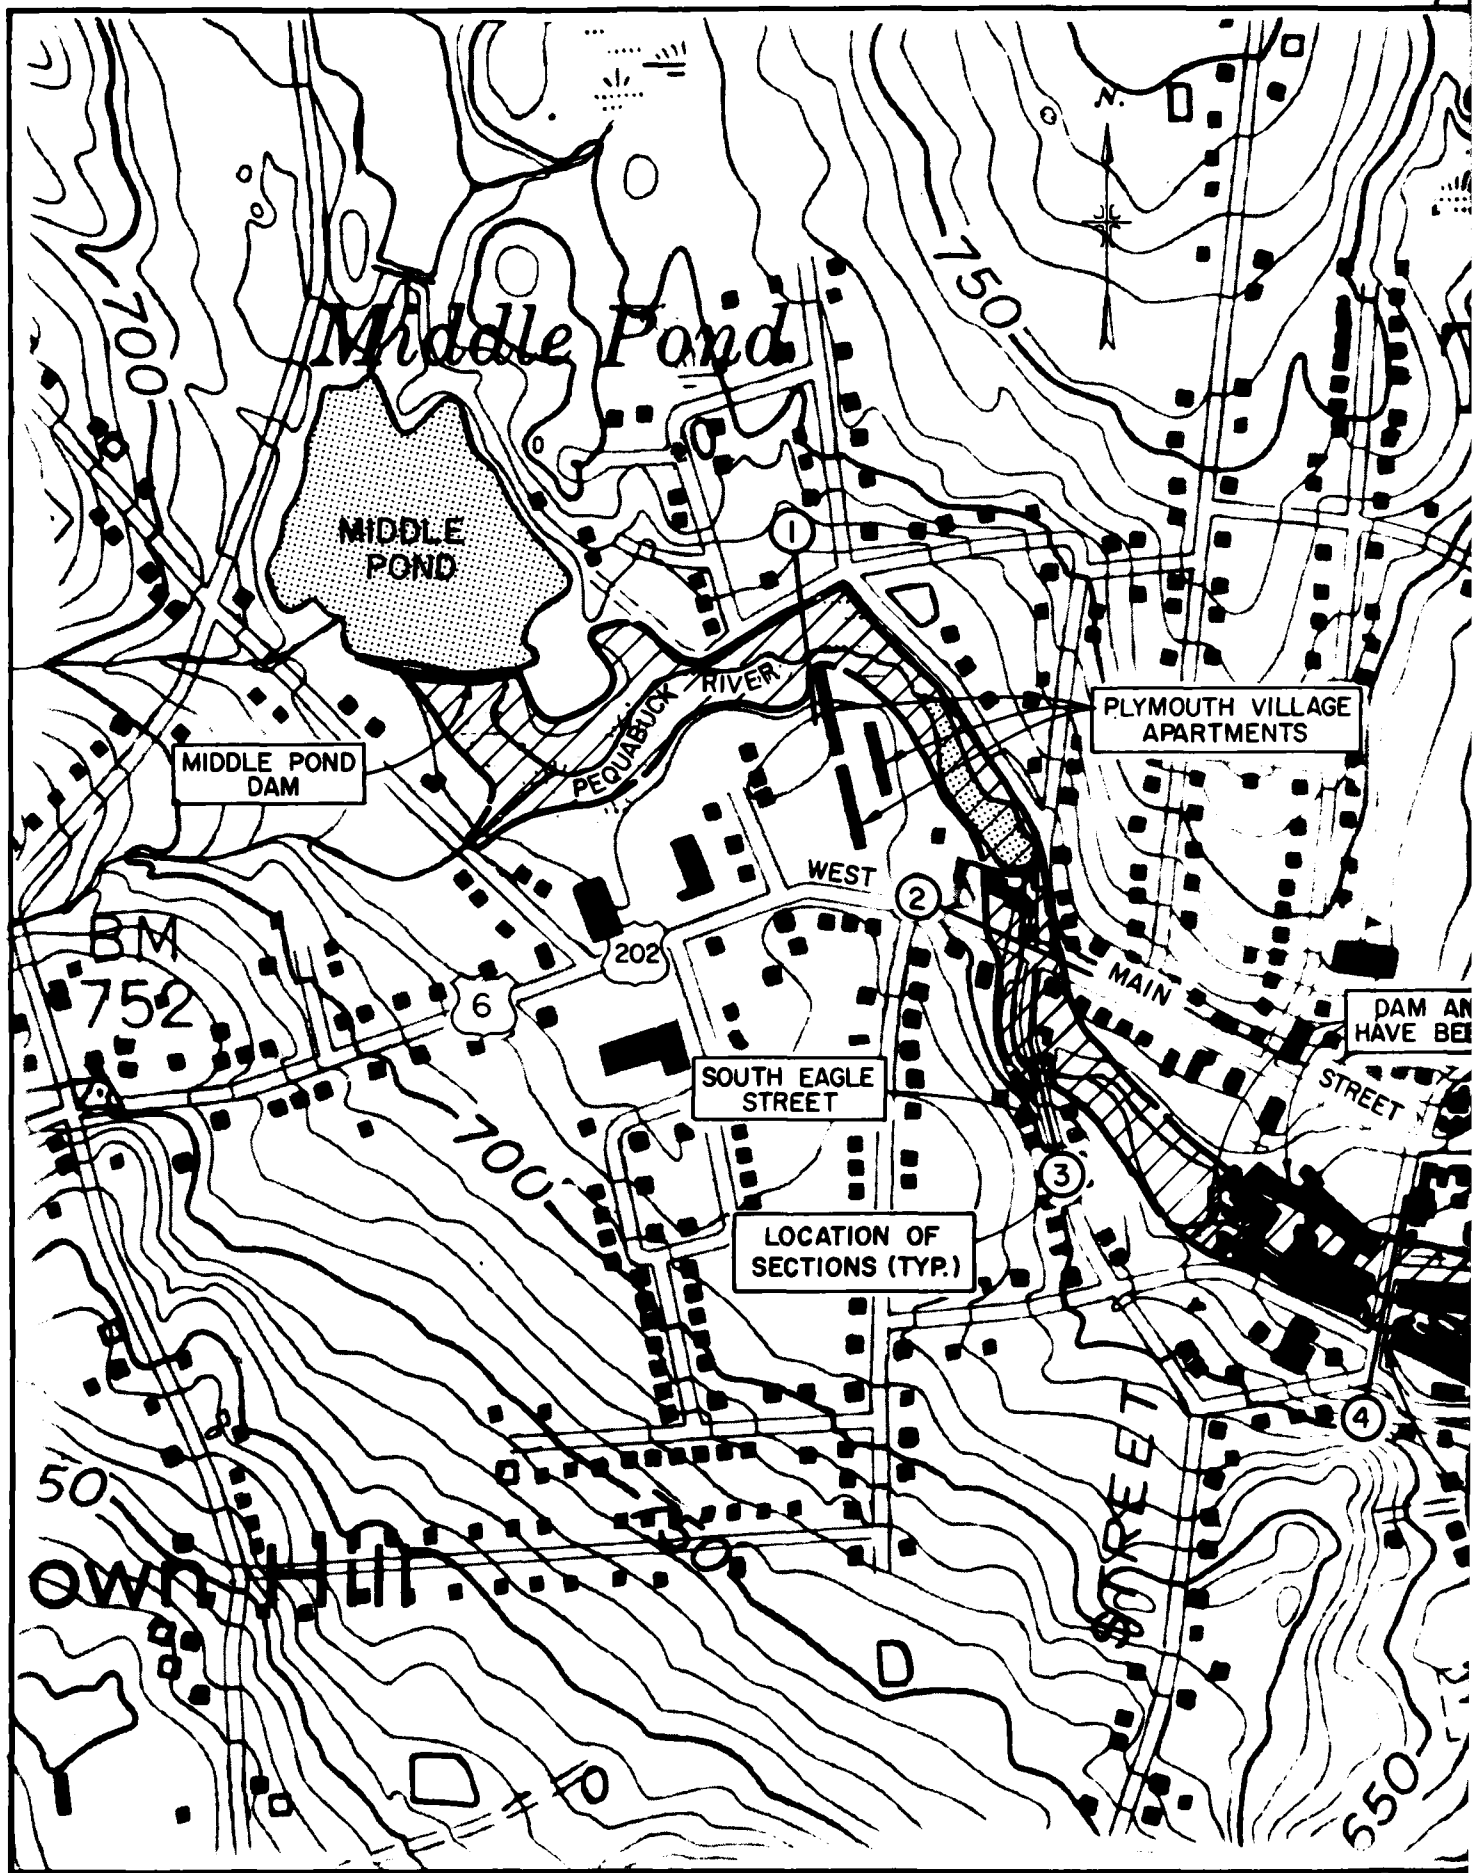 N.
750
700
Middle Pond
MIDDLE
POND
1
RIVER
PEQUABUCK
PLYMOUTH VILLAGE
APARTMENTS
MIDDLE POND
DAM
WEST
2
BM
752
202
6
MAIN
DAM AN
HAVE BEE
STREET
SOUTH EAGLE
STREET
700
3
LOCATION OF
SECTIONS (TYP.)
4
STREET
50
own Hill
650